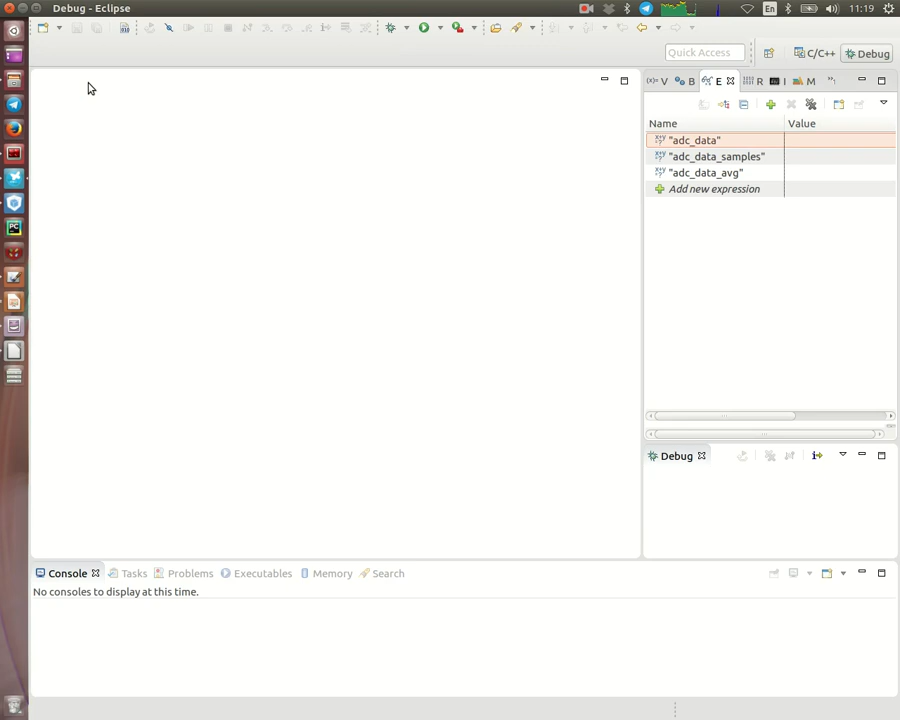 Debug - Eclipse
En
11:19
Quick Access
C/C++
Debug
V
B
E
R
I
M
Name
Value
"adc_data"
"adc_data_samples"
"adc_data_avg"
Add new expression
Debug
Console
Tasks
Problems
Executables
Memory
Search
No consoles to display at this time.